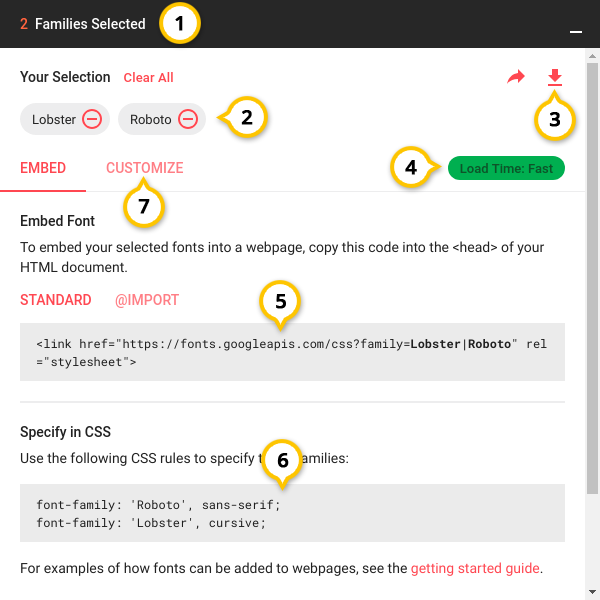 2 Families Selected 1
Your Selection Clear All
Lobster Roboto 2
3
EMBED CUSTOMIZE 4 Load Time: Fast
7
Embed Font
To embed your selected fonts into a webpage, copy this code into the <head> of your
HTML document.
STANDARD @IMPORT 5
<link href="https://fonts.googleapis.com/css?family=Lobster|Roboto" rel
="stylesheet">
Specify in CSS
Use the following CSS rules to specify t 6 amilies:
font-family: 'Roboto', sans-serif;
font-family: 'Lobster', cursive;
For examples of how fonts can be added to webpages, see the getting started guide.